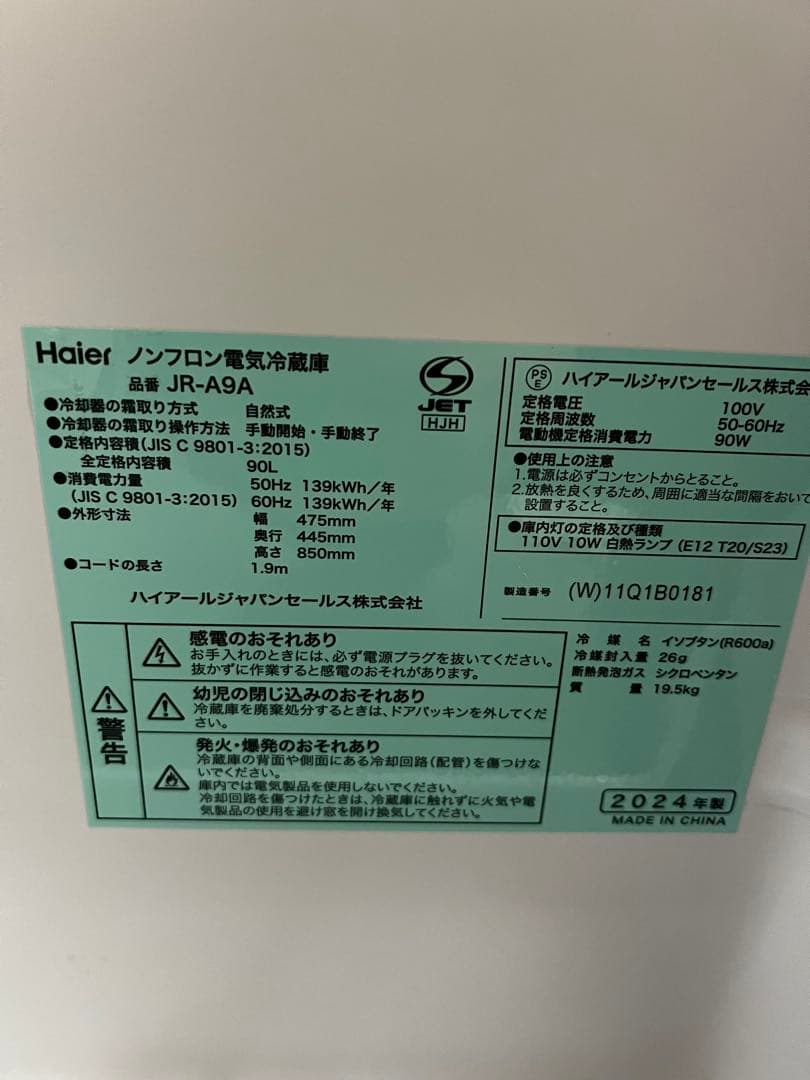 Haier ノンフロン電気冷蔵庫
品番 JR-A9A
●冷却器の霜取り方式 自然式
●冷却器の霜取り操作方法 手動開始・手動終了
●定格内容積(JIS C 9801-3:2015)
全定格内容積 90L
●消費電力量 50Hz 139kWh／年
(JIS C 9801-3:2015) 60Hz 139kWh／年
●外形寸法 幅 475mm
奥行 445mm
高さ 850mm
●コードの長さ 1.9m
ハイアールジャパンセールス株式会社
JET
HJH
PS
E
ハイアールジャパンセールス株式会
定格電圧 100V
定格周波数 50-60Hz
電動機定格消費電力 90W
●使用上の注意
1.電源は必ずコンセントからとること。
2.放熱を良くするため、周囲に適当な間隔をおいて
設置すること。
●庫内灯の定格及び種類
110V 10W 白熱ランプ (E12 T20/S23)
製造番号 (W)11Q1B0181
警告
感電のおそれあり
お手入れのときには、必ず電源プラグを抜いてください。
抜かずに作業すると感電のおそれがあります。
幼児の閉じ込めのおそれあり
冷蔵庫を廃棄処分するときは、ドアパッキンを外してくだ
さい。
発火・爆発のおそれあり
冷蔵庫の背面や側面にある冷却回路(配管)を傷つけな
いでください。
庫内では電気製品を使用しないでください。
冷却回路を傷つけたときは、冷蔵庫に触れずに火気や電
気製品の使用を避け窓を開け換気してください。
冷媒名 イソブタン(R600a)
冷媒封入量 26g
断熱発泡ガス シクロペンタン
質量 19.5kg
2024年製
MADE IN CHINA